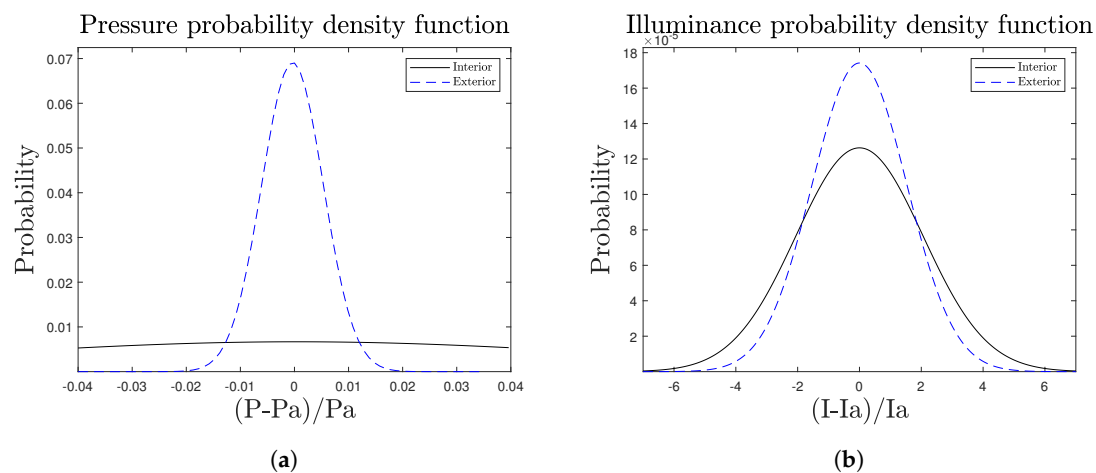 Pressure probability density function
Probability
0.07
0.06
0.05
0.04
0.03
0.02
0.01
-0.04
-0.03
-0.02
-0.01
0
0.01
0.02
0.03
0.04
Interior
Exterior
(P-Pa)/Pa
(a)
Illuminance probability density function
×10-5
Probability
18
16
14
12
10
8
6
4
2
-6
-4
-2
0
2
4
6
Interior
Exterior
(I-Ia)/Ia
(b)